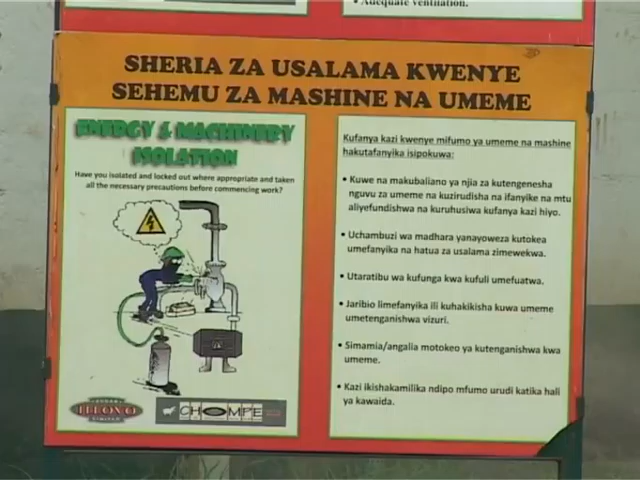 • Adequate ventilation.
SHERIA ZA USALAMA KWENYE
SEHEMU ZA MASHINE NA UMEME
ENERGY & MACHINERY
ISOLATION
Have you isolated and locked out where appropriate and taken
all the necessary precautions before commencing work?
ILLOVO
CHOMPE
Kufanya kazi kwenye mifumo ya umeme na mashine
hakutafanyika isipokuwa:
• Kuwe na makubaliano ya njia za kutengenesha
nguvu za umeme na kuzirudisha na ifanyike na mtu
aliyefundishwa na kuruhusiwa kufanya kazi hiyo.
• Uchambuzi wa madhara yanayoweza kutokea
umefanyika na hatua za usalama zimewekwa.
• Utaratibu wa kufunga kwa kufuli umefuatwa.
• Jaribio limefanyika ili kuhakikisha kuwa umeme
umetenganishwa vizuri.
• Simamia/angalia motokeo ya kutenganishwa kwa
umeme.
• Kazi ikishakamilika ndipo mfumo urudi katika hali
ya kawaida.